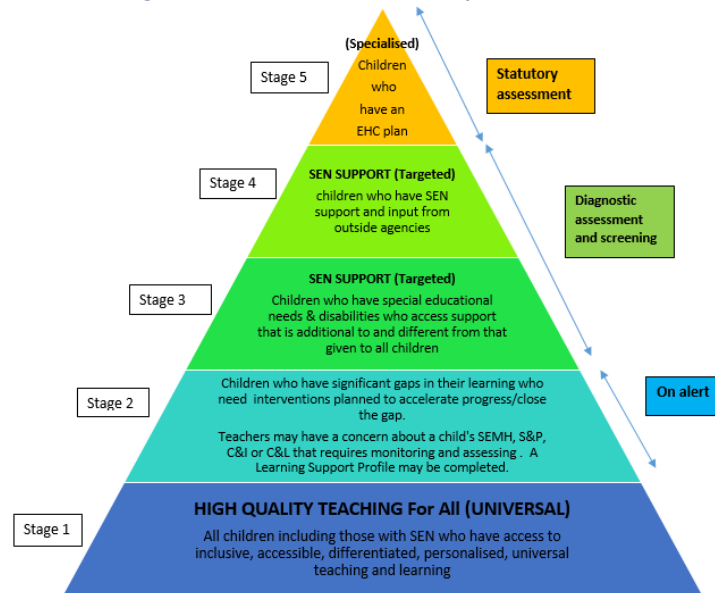 (Specialised)
Children
who
have an
EHC plan
Stage 5
Statutory
assessment
SEN SUPPORT (Targeted)
children who have SEN
support and input from
outside agencies
Stage 4
Diagnostic
assessment
and screening
SEN SUPPORT (Targeted)
Children who have special educational
needs & disabilities who access support
that is additional to and different from that
given to all children
Stage 3
Children who have significant gaps in their learning who
need interventions planned to accelerate progress/close
the gap.
Teachers may have a concern about a child's SEMH, S&P,
C&I or C&L that requires monitoring and assessing . A
Learning Support Profile may be completed.
Stage 2
On alert
HIGH QUALITY TEACHING For All (UNIVERSAL)
All children including those with SEN who have access to
inclusive, accessible, differentiated, personalised, universal
teaching and learning
Stage 1